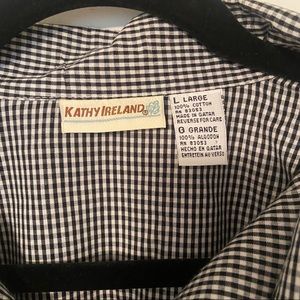 KATHY IRELAND
L LARGE
100% COTTON
RN 83053
MADE IN QATAR
REVERSE FOR CARE
G GRANDE
100% ALGODON
RN 83053
HECHO EN QATAR
ENTRETEIN AU VERSO